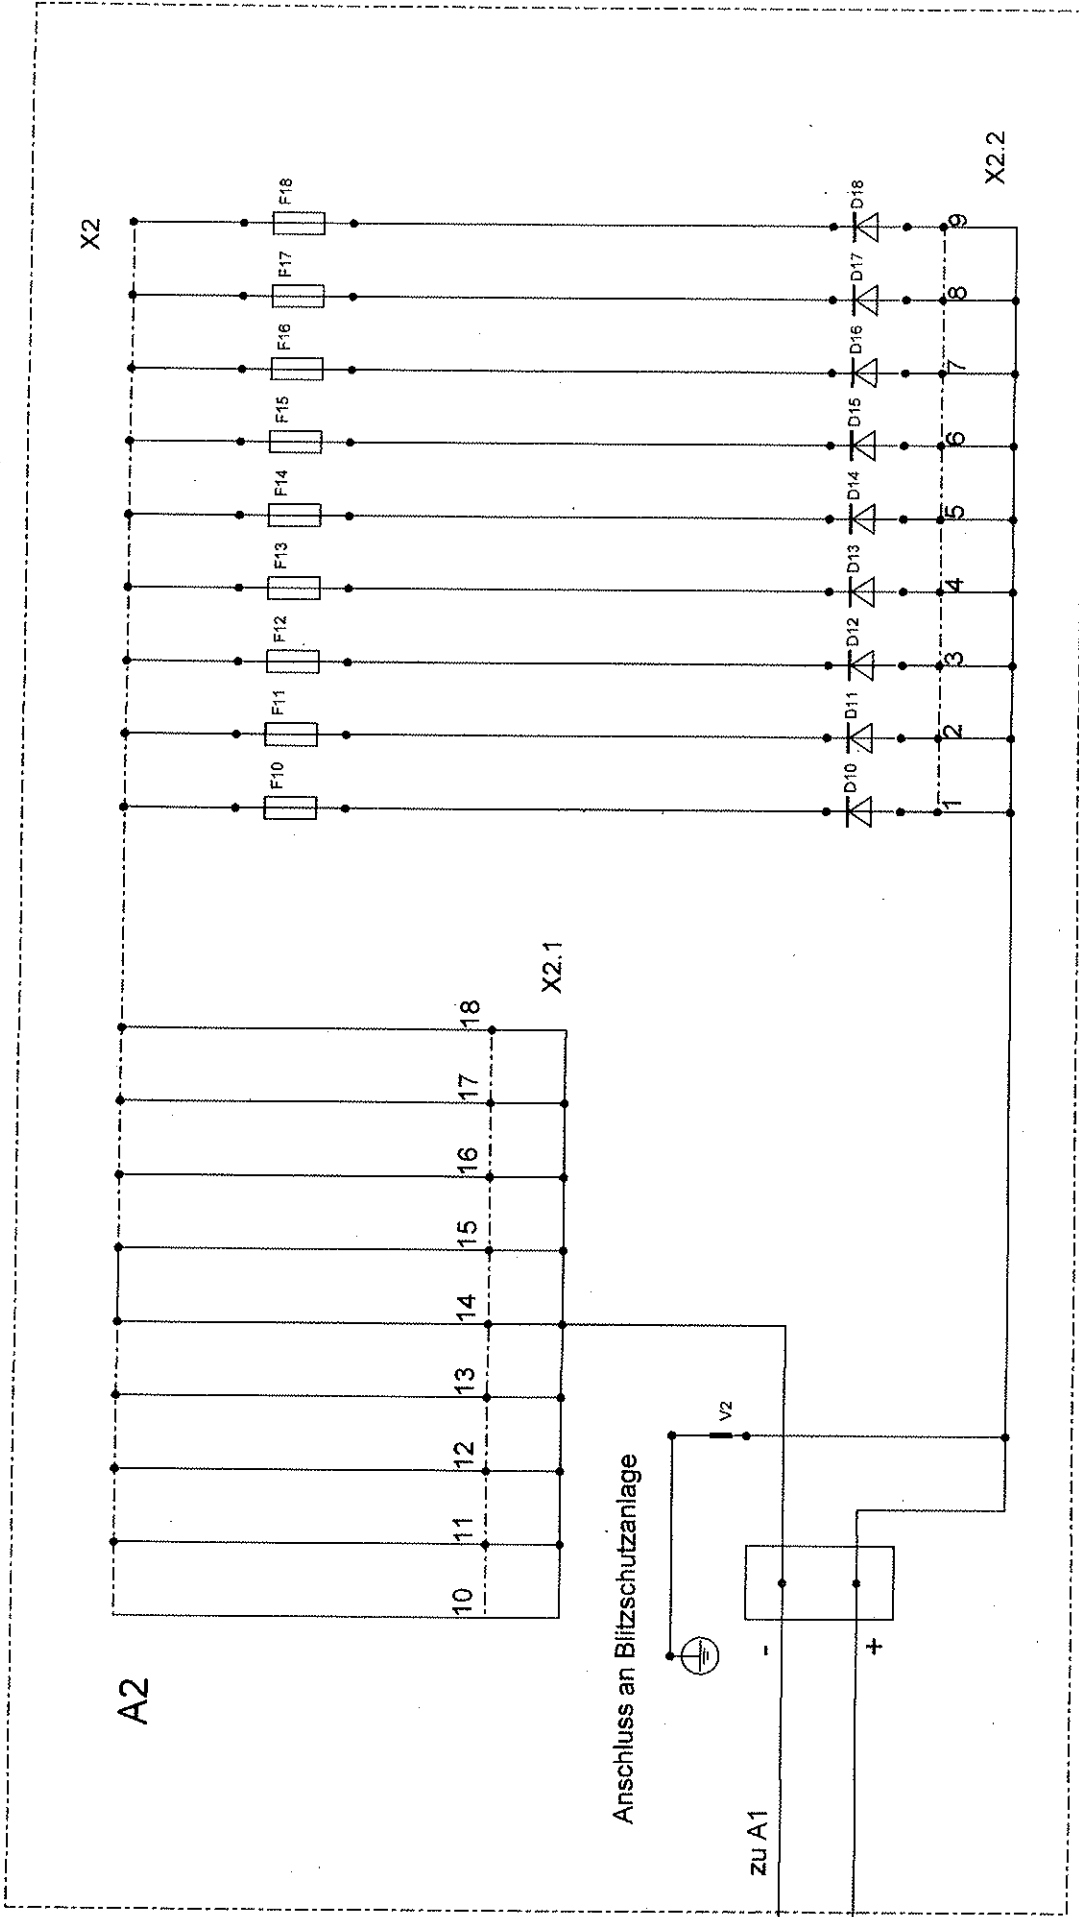 A2
X2
10
11
12
13
14
15
16
17
18
X2.1
F10
F11
F12
F13
F14
F15
F16
F17
F18
D10
D11
D12
D13
D14
D15
D16
D17
D18
1
2
3
4
5
6
7
8
9
X2.2
Anschluss an Blitzschutzanlage
V2
zu A1
-
+